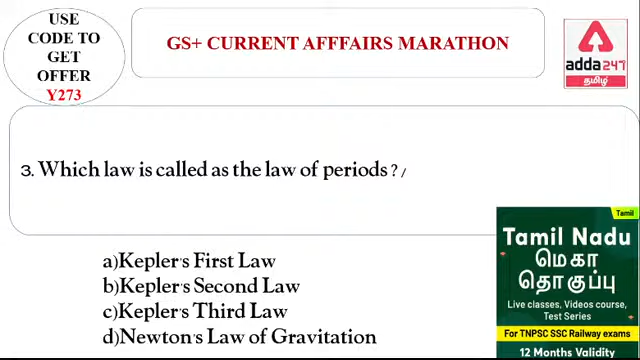 USE
CODE TO
GET
OFFER
Y273
GS+ CURRENT AFFFAIRS MARATHON
adda247
தமிழ்
3. Which law is called as the law of periods ? /
a)Kepler's First Law
b)Kepler's Second Law
c)Kepler's Third Law
d)Newton's Law of Gravitation
Tamil
Tamil Nadu
மெகா
தொகுப்பு
Live classes, Videos course,
Test Series
For TNPSC SSC Railway exams
12 Months Validity